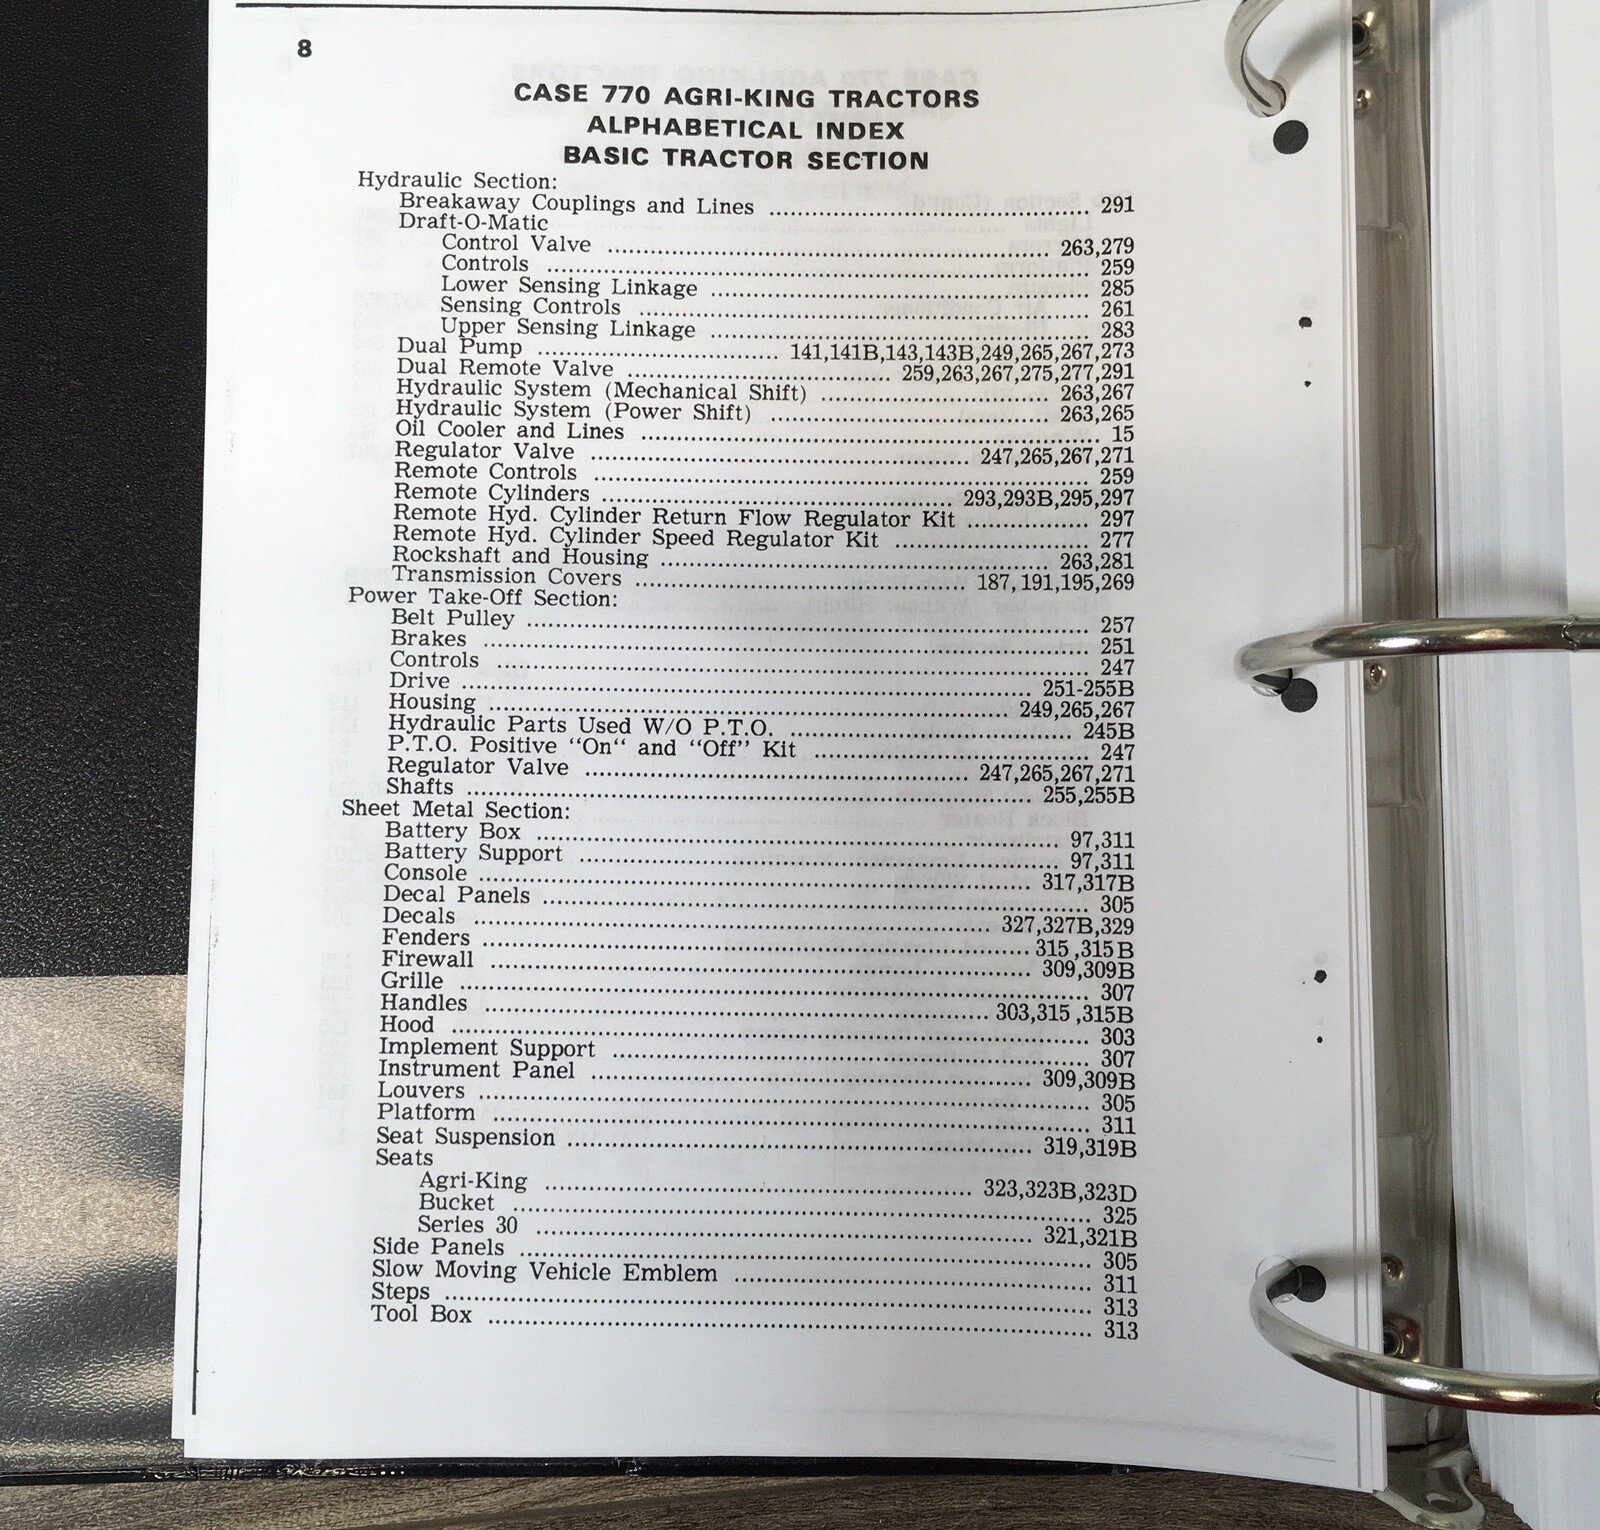 8
CASE 770 AGRI-KING TRACTORS
ALPHABETICAL INDEX
BASIC TRACTOR SECTION
Hydraulic Section:
Breakaway Couplings and Lines ........ 291
Draft-O-Matic
Control Valve ........ 263,279
Controls ........ 259
Lower Sensing Linkage ........ 285
Sensing Controls ........ 261
Upper Sensing Linkage ........ 283
Dual Pump ........ 141,141B,143,143B,249,265,267,273
Dual Remote Valve ........ 259,263,267,275,277,291
Hydraulic System (Mechanical Shift) ........ 263,267
Hydraulic System (Power Shift) ........ 263,265
Oil Cooler and Lines ........ 15
Regulator Valve ........ 247,265,267,271
Remote Controls ........ 259
Remote Cylinders ........ 293,293B,295,297
Remote Hyd. Cylinder Return Flow Regulator Kit ........ 297
Remote Hyd. Cylinder Speed Regulator Kit ........ 277
Rockshaft and Housing ........ 263,281
Transmission Covers ........ 187,191,195,269
Power Take-Off Section:
Belt Pulley ........ 257
Brakes ........ 251
Controls ........ 247
Drive ........ 251-255B
Housing ........ 249,265,267
Hydraulic Parts Used W/O P.T.O. ........ 245B
P.T.O. Positive “On“ and “Off” Kit ........ 247
Regulator Valve ........ 247,265,267,271
Shafts ........ 255,255B
Sheet Metal Section:
Battery Box ........ 97,311
Battery Support ........ 97,311
Console ........ 317,317B
Decal Panels ........ 305
Decals ........ 327,327B,329
Fenders ........ 315,315B
Firewall ........ 309,309B
Grille ........ 307
Handles ........ 303,315,315B
Hood ........ 303
Implement Support ........ 307
Instrument Panel ........ 309,309B
Louvers ........ 305
Platform ........ 311
Seat Suspension ........ 319,319B
Seats
Agri-King ........ 323,323B,323D
Bucket ........ 325
Series 30 ........ 321,321B
Side Panels ........ 305
Slow Moving Vehicle Emblem ........ 311
Steps ........ 313
Tool Box ........ 313